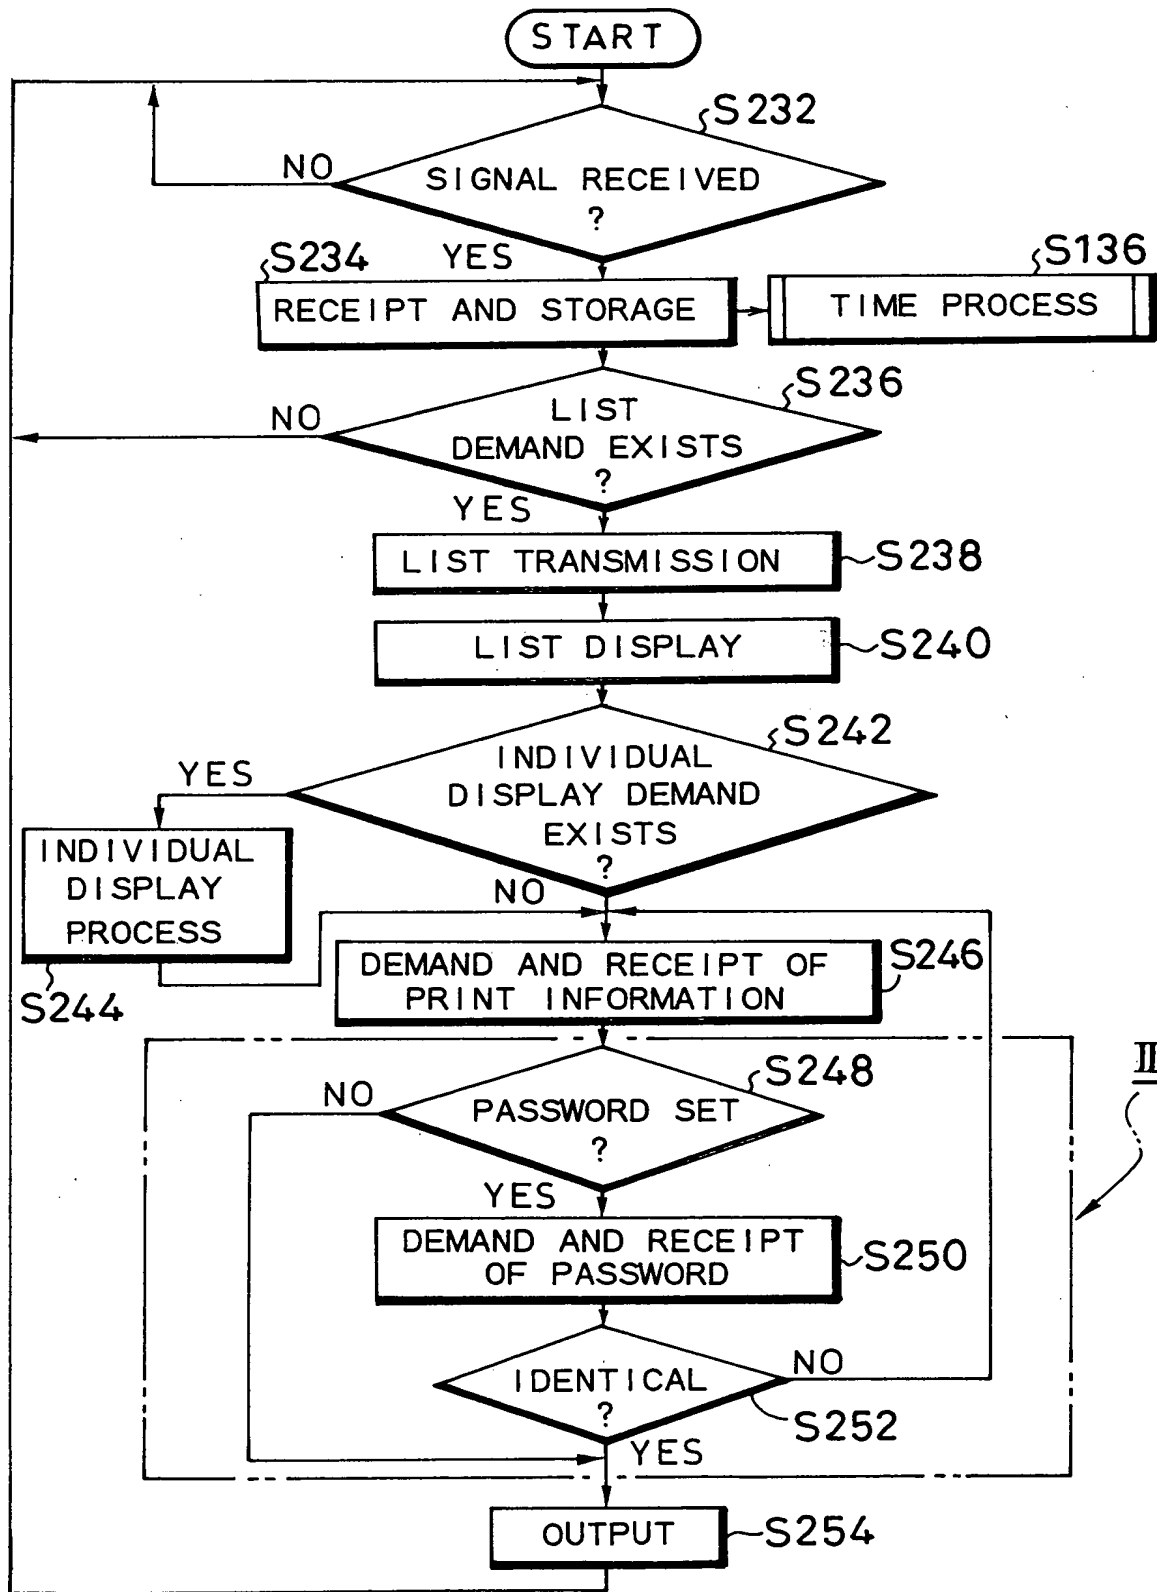 START
S232
NO
SIGNAL RECEIVED
?
YES
S234
S136
RECEIPT AND STORAGE
TIME PROCESS
S236
NO
LIST
DEMAND EXISTS
?
YES
LIST TRANSMISSION
S238
LIST DISPLAY
S240
S242
YES
INDIVIDUAL
DISPLAY DEMAND
EXISTS
?
INDIVIDUAL
DISPLAY
PROCESS
NO
S244
DEMAND AND RECEIPT OF
PRINT INFORMATION
S246
S248
NO
PASSWORD SET
?
II
YES
DEMAND AND RECEIPT
OF PASSWORD
S250
IDENTICAL
?
NO
S252
YES
OUTPUT
S254